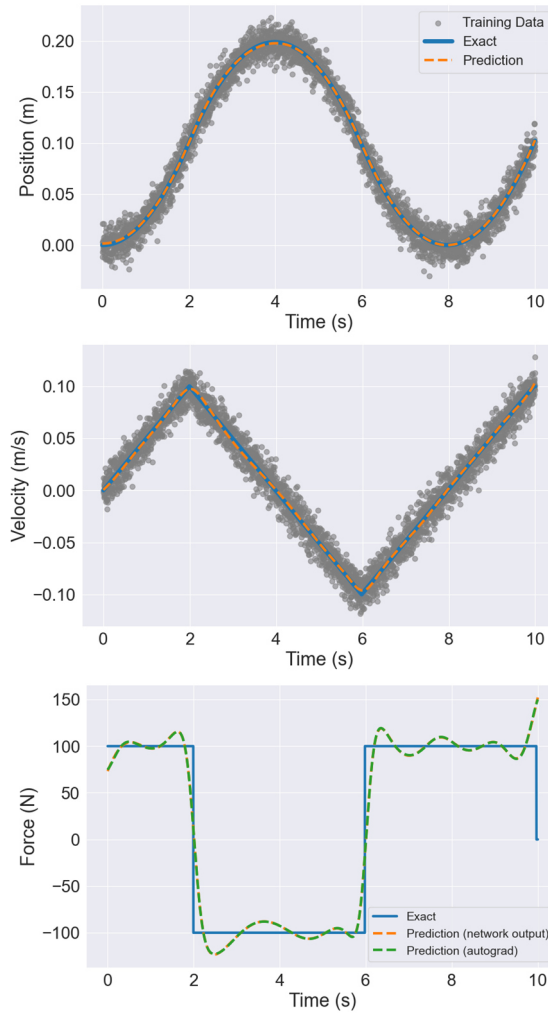 Position (m)
0.20
0.15
0.10
0.05
0.00
Training Data
Exact
Prediction
0 2 4 6 8 10
Time (s)
Velocity (m/s)
0.10
0.05
0.00
−0.05
−0.10
0 2 4 6 8 10
Time (s)
Force (N)
150
100
50
0
−50
−100
Exact
Prediction (network output)
Prediction (autograd)
0 2 4 6 8 10
Time (s)